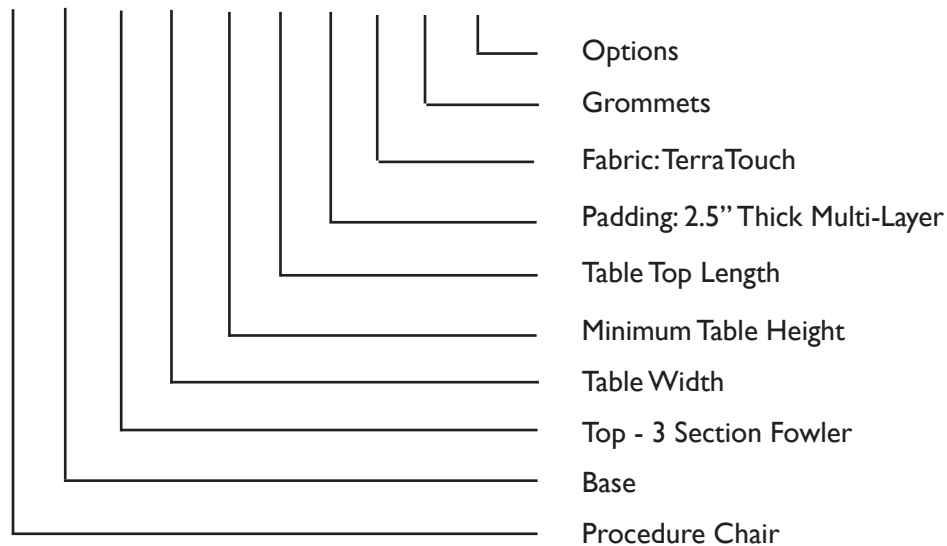 Options
Grommets
Fabric: TerraTouch
Padding: 2.5” Thick Multi-Layer
Table Top Length
Minimum Table Height
Table Width
Top - 3 Section Fowler
Base
Procedure Chair